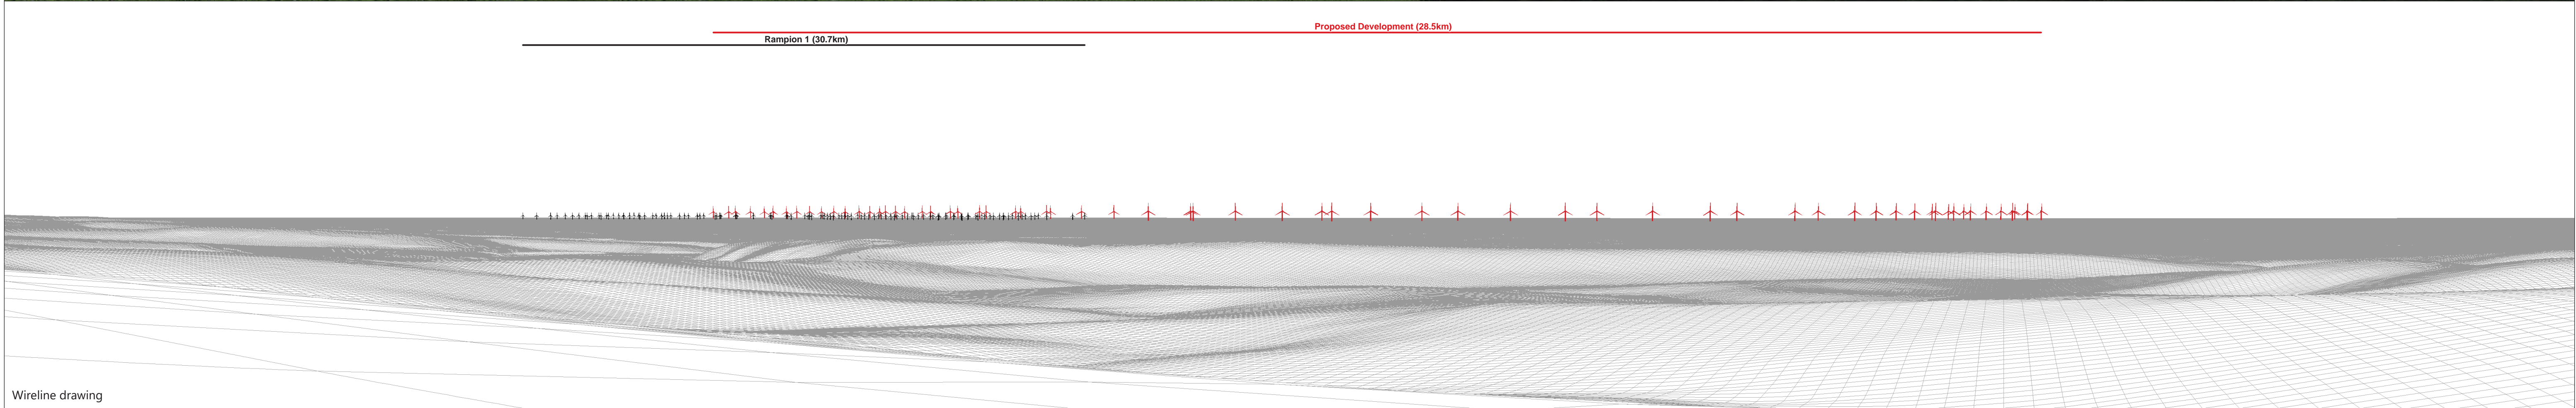 Proposed Development (28.5km)
Rampion 1 (30.7km)
Wireline drawing